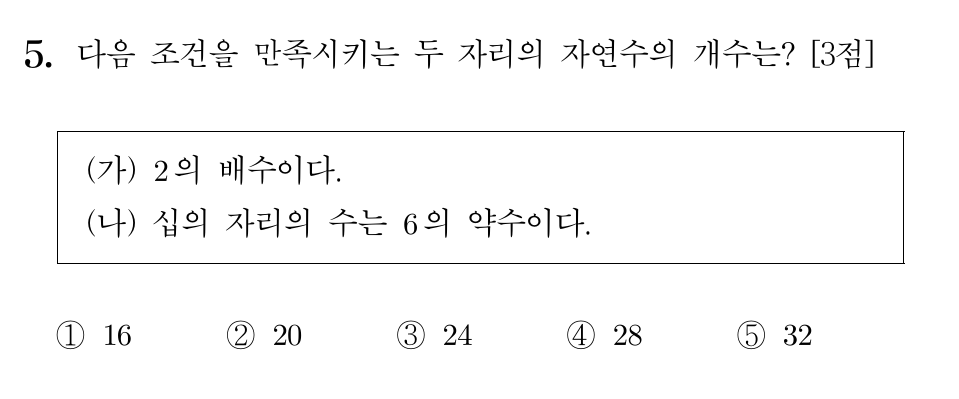 5. 다음 조건을 만족시키는 두 자리의 자연수의 개수는? [3점]
(가) 2의 배수이다.
(나) 십의 자리의 수는 6의 약수이다.
① 16 ② 20 ③ 24 ④ 28 ⑤ 32